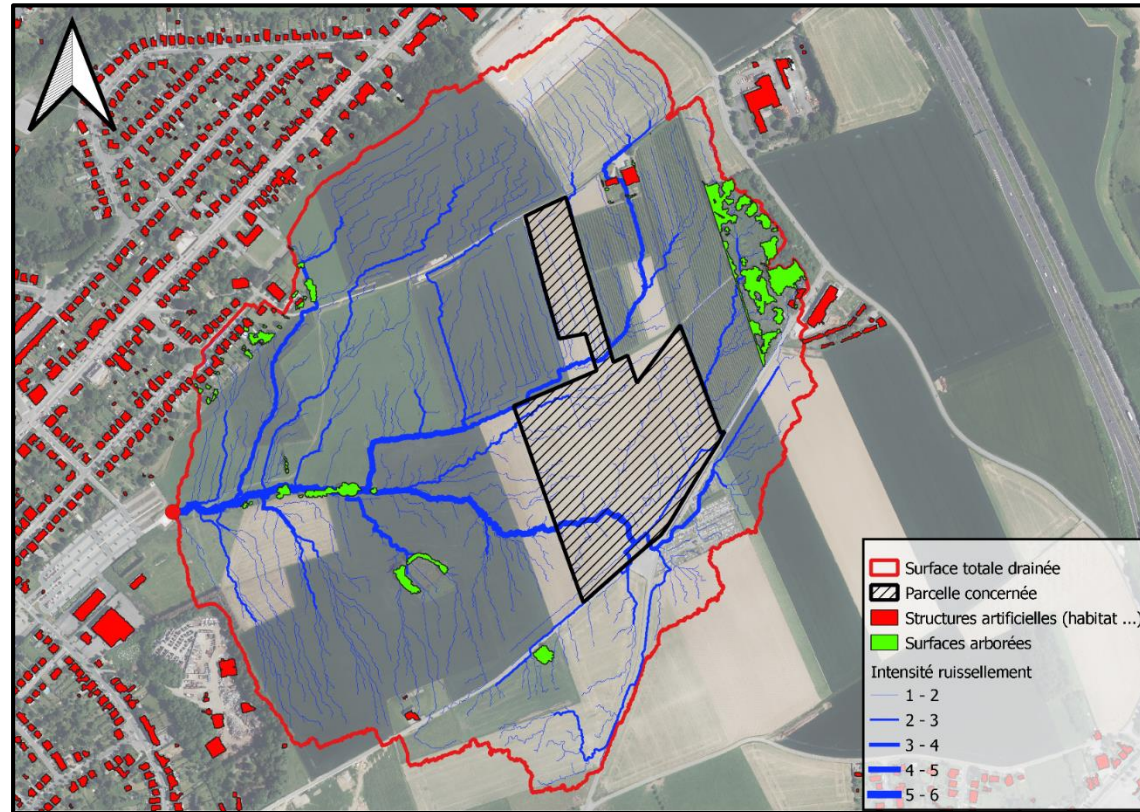 Surface totale drainée
Parcelle concernée
Structures artificielles (habitat ...)
Surfaces arborées
Intensité ruissellement
1 - 2
2 - 3
3 - 4
4 - 5
5 - 6